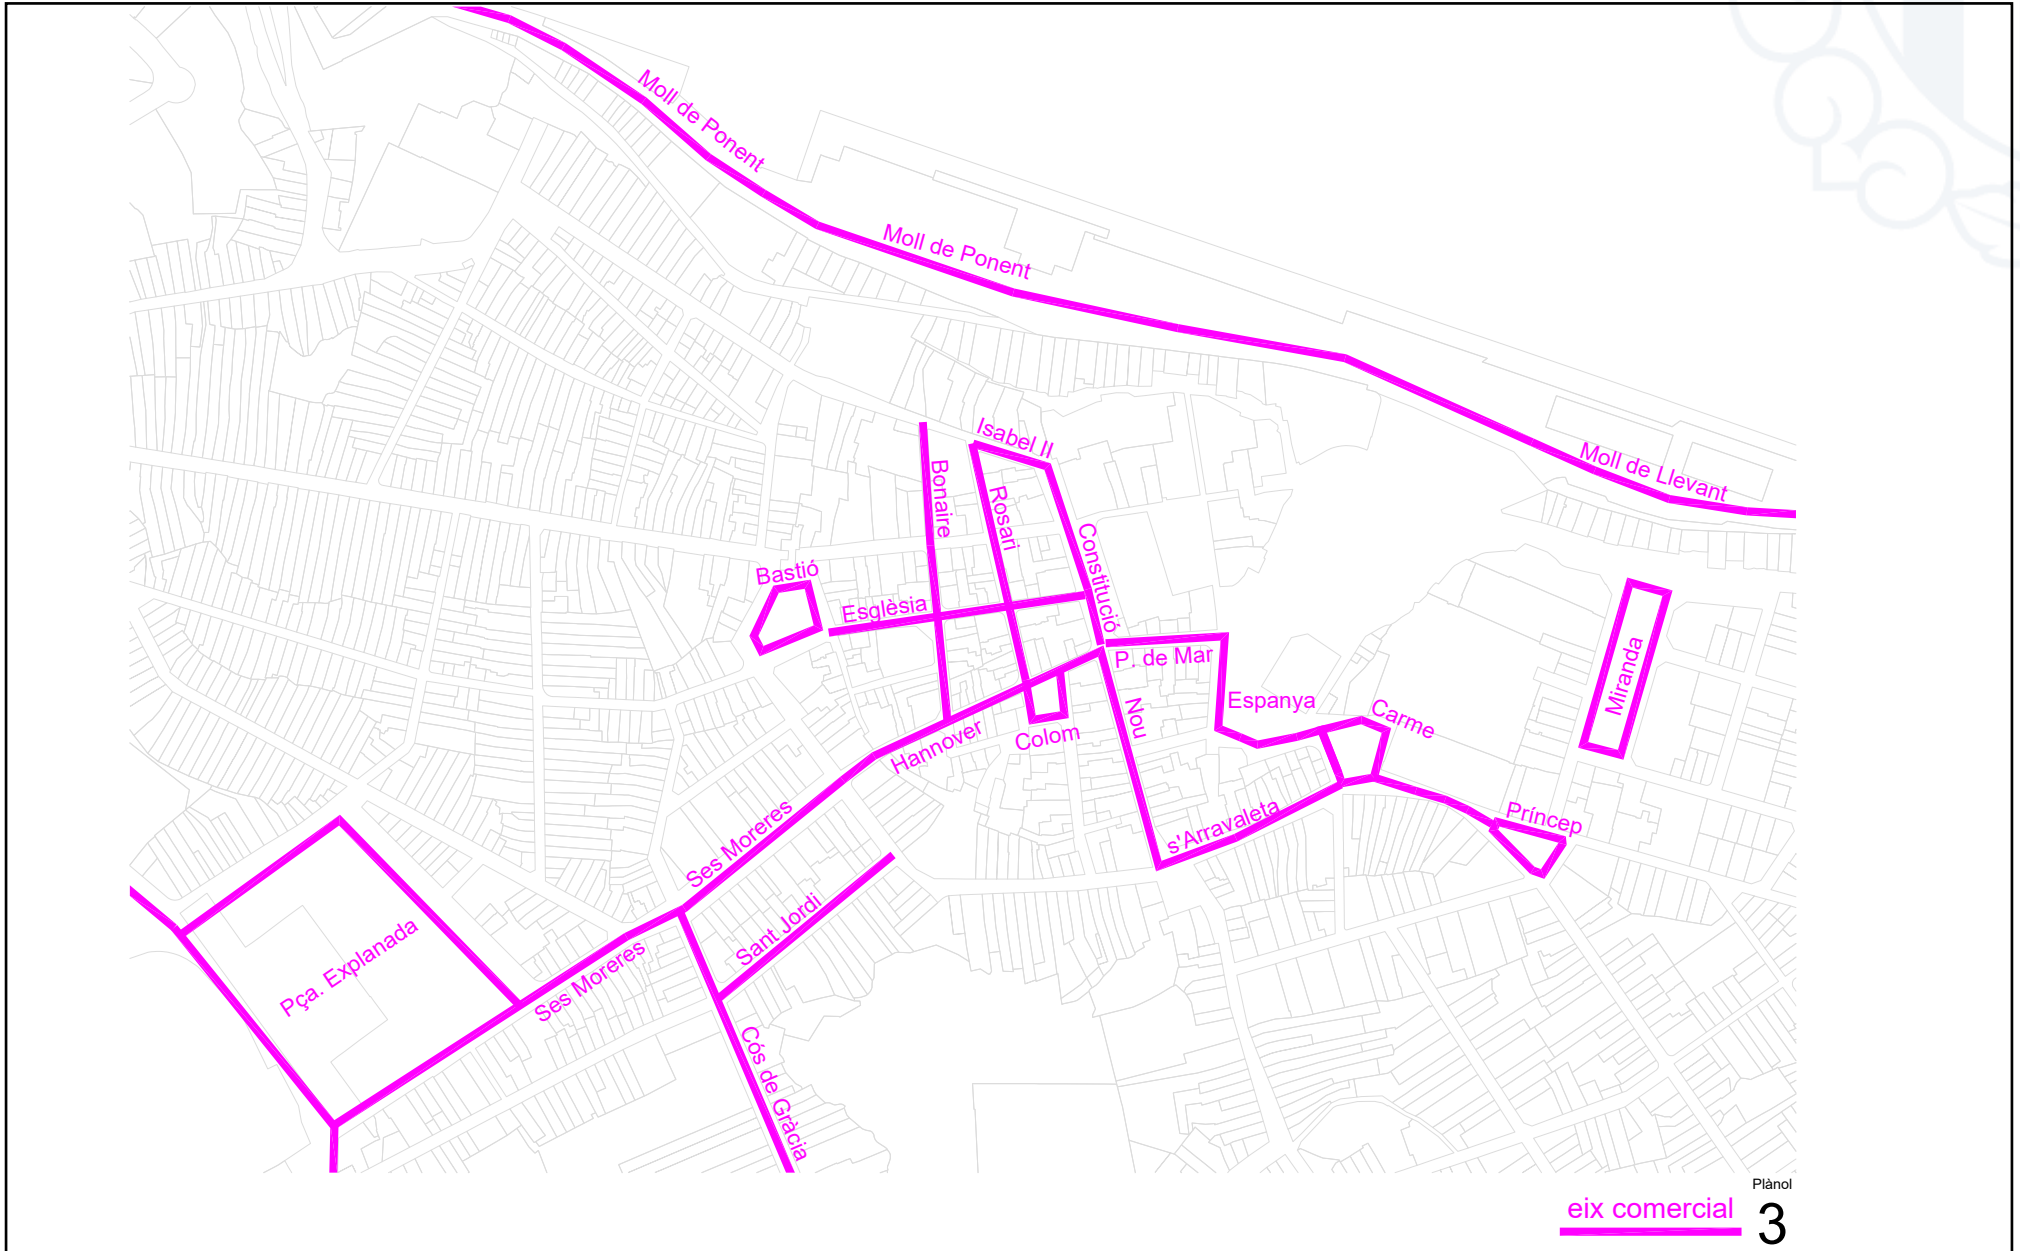 Moll de Ponent
Moll de Ponent
Moll de Llevant
Isabel II
Bonaire
Rosari
Constitució
Bastió
Esglèsia
P. de Mar
Miranda
Espanya
Carme
Nou
Colom
Hannover
Príncep
s'Arravaleta
Ses Moreres
Sant Jordi
Pça. Explanada
Ses Moreres
Cós de Gràcia
Plànol
eix comercial
3